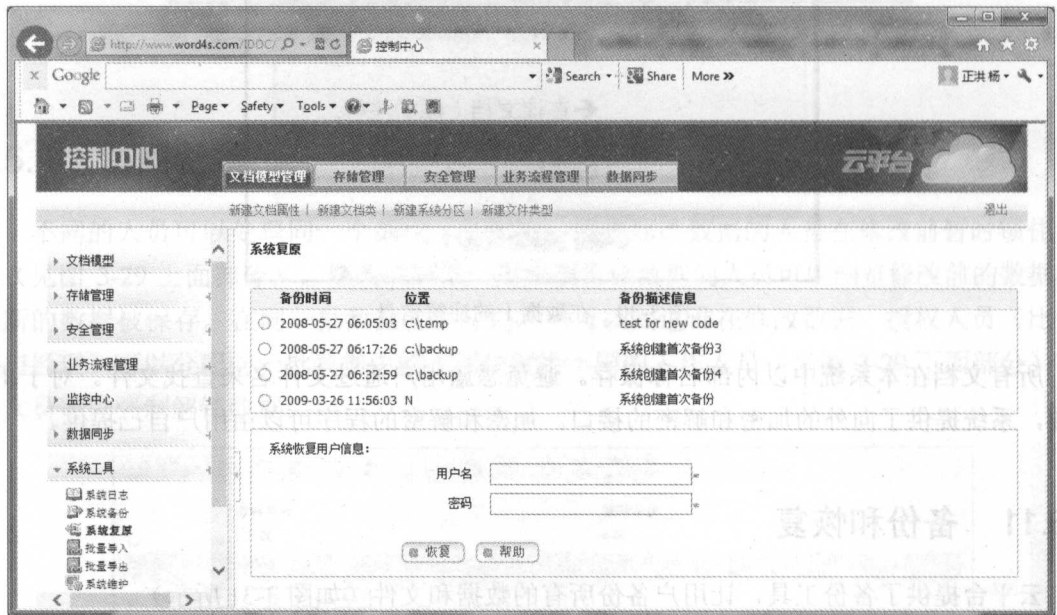 http://www.word4s.com/IDOC/
控制中心
×
× Google
Search
Share
More »
正洪 杨
Page
Safety
Tools
控制中心
云平台
文档模型管理
存储管理
安全管理
业务流程管理
数据同步
新建文档属性 | 新建文档类 | 新建系统分区 | 新建文件类型
退出
文档模型
存储管理
安全管理
业务流程管理
监控中心
数据同步
系统工具
系统日志
系统备份
系统复原
批量导入
批量导出
系统维护
系统复原
备份时间 位置 备份描述信息
2008-05-27 06:05:03 c:\temp test for new code
2008-05-27 06:17:26 c:\backup 系统创建首次备份3
2008-05-27 06:23:30 c:\backup 系统创建首次备份4
2009-03-26 11:56:03 N 系统创建首次备份
系统恢复用户信息:
用户名
密码
恢复
帮助